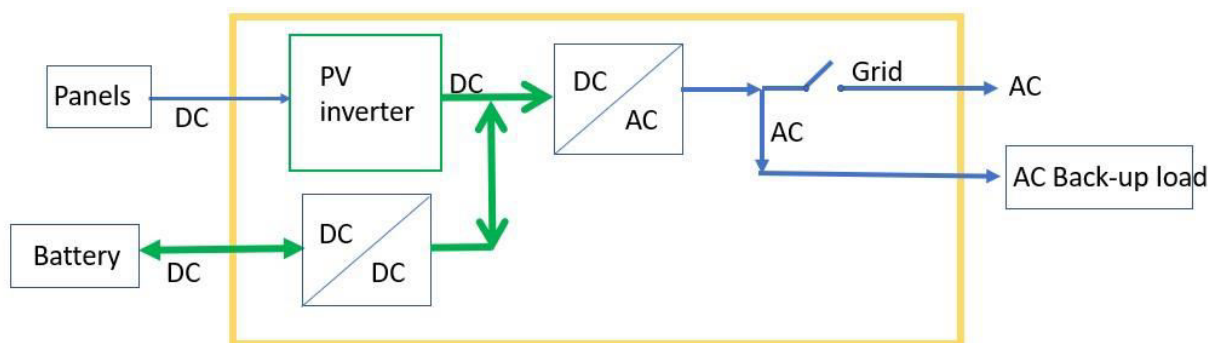 Panels
DC
PV
inverter
DC
DC
AC
Grid
AC
AC
AC Back-up load
Battery
DC
DC
DC